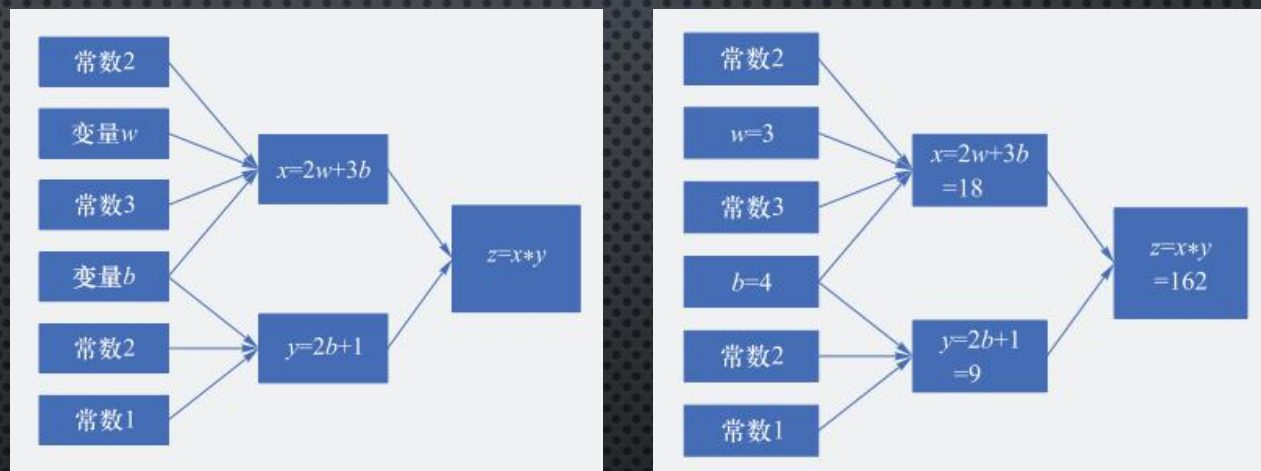 常数2
变量w
常数3
变量b
常数2
常数1
x=2w+3b
y=2b+1
z=x*y
常数2
w=3
常数3
b=4
常数2
常数1
x=2w+3b
=18
y=2b+1
=9
z=x*y
=162